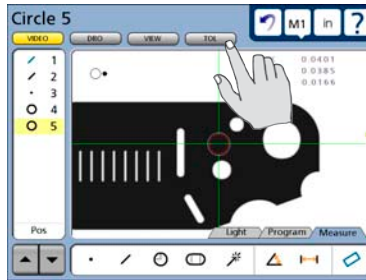 Circle 5
M1 in ?
VIDEO DRO VIEW TOL
1
2
3
4
5
0.0401
0.0385
0.0166
Pos
Light Program Measure